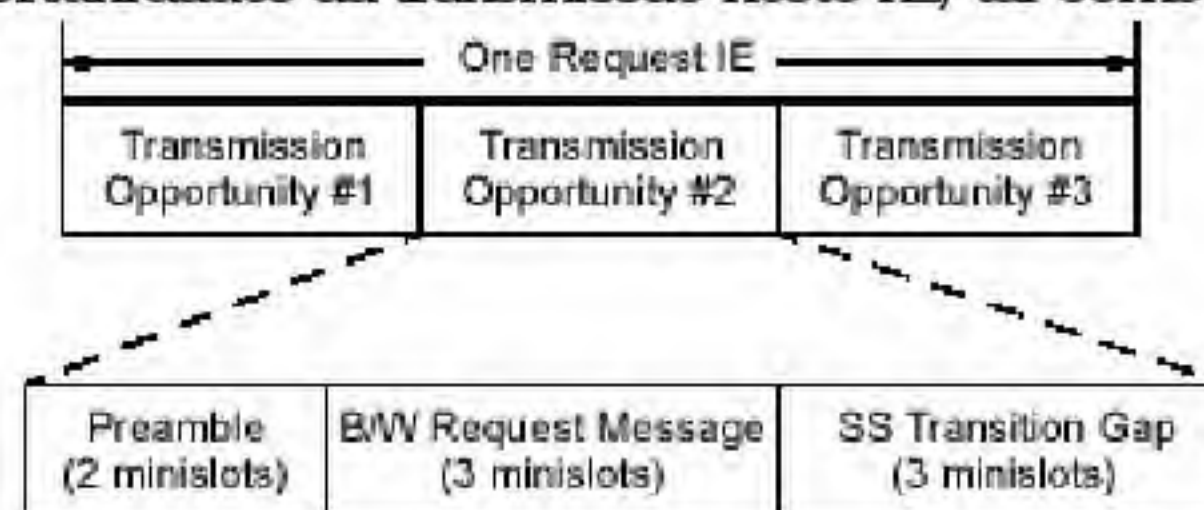 One Request IE
Transmission Transmission Transmission
Opportunity #1 Opportunity #2 Opportunity #3
Preamble B/W Request Message SS Transition Gap
(2 minislots) (3 minislots) (3 minislots)